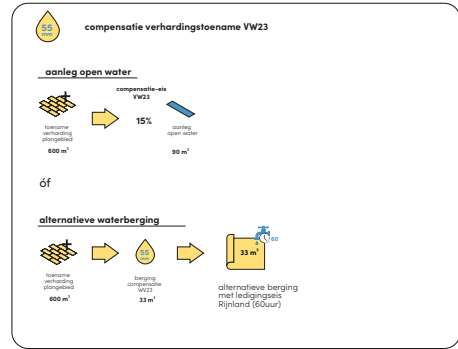 55
mm
compensatie verhardingstoename VW23
aanleg open water
compensatie-eis
VW23
15%
toename
verharding
plangebied
600 m²
aanleg
open water
90 m²
óf
alternatieve waterberging
toename
verharding
plangebied
600 m²
55
mm
berging
compensatie
WV23
33 m³
60
33 m³
alternatieve berging
met ledigingseis
Rijnland (60uur)